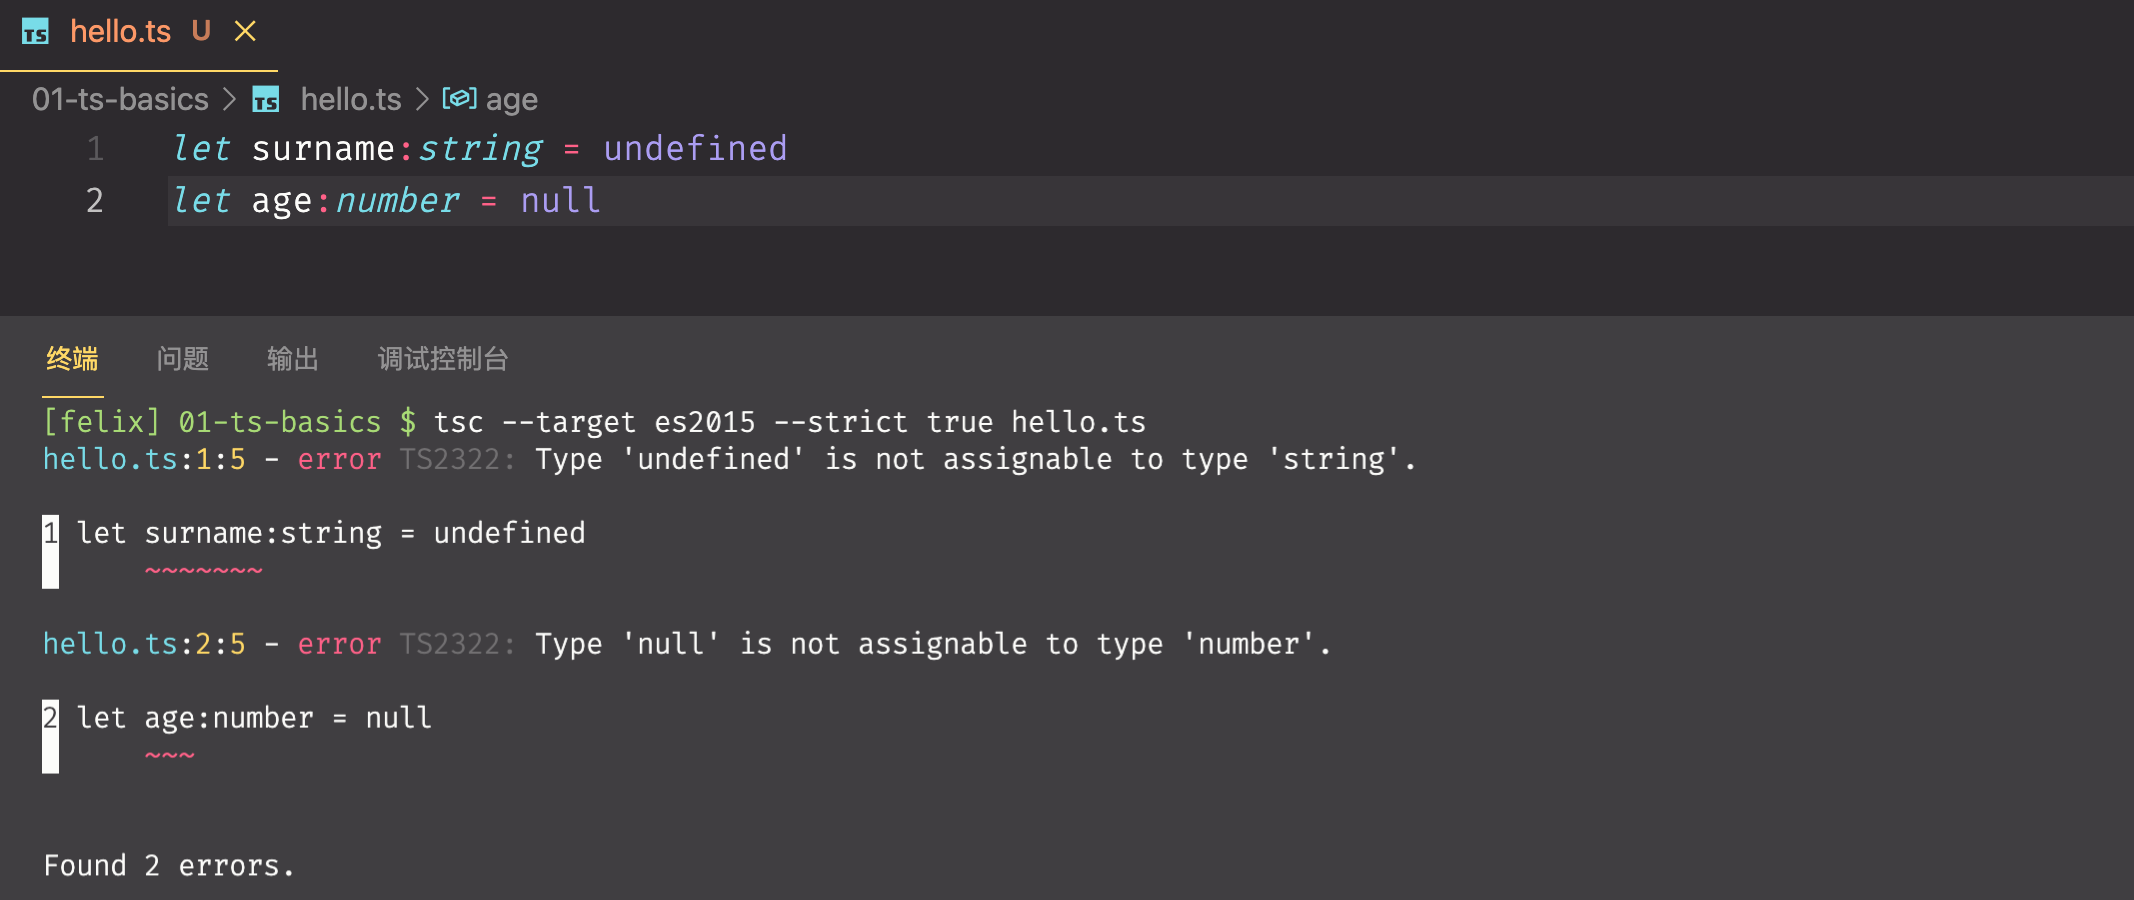 TS hello.ts U
01-ts-basics > TS hello.ts > age
1 let surname:string = undefined
2 let age:number = null
终端 问题 输出 调试控制台
[felix] 01-ts-basics $ tsc --target es2015 --strict true hello.ts
hello.ts:1:5 - error TS2322: Type 'undefined' is not assignable to type 'string'.
1 let surname:string = undefined
~~~~~~~
hello.ts:2:5 - error TS2322: Type 'null' is not assignable to type 'number'.
2 let age:number = null
~~~
Found 2 errors.